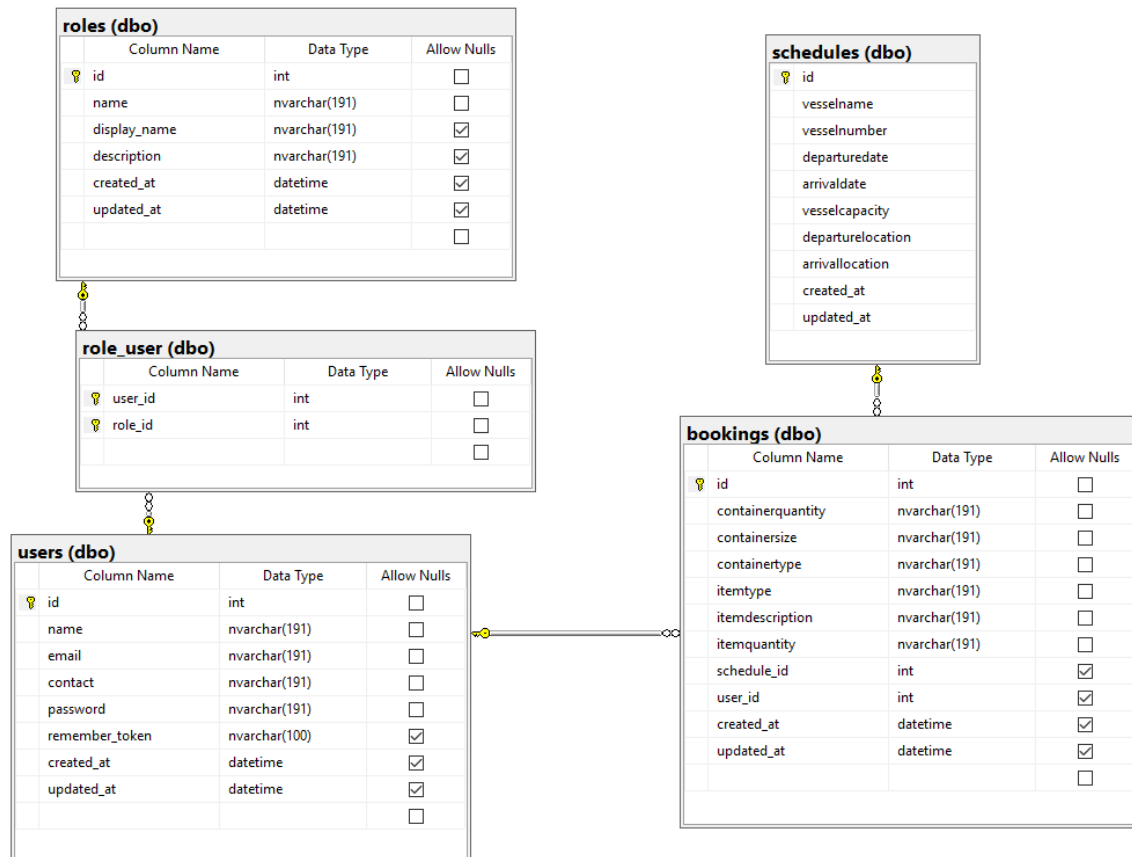 roles (dbo)
Column Name Data Type Allow Nulls
id int
name nvarchar(191)
display_name nvarchar(191)
description nvarchar(191)
created_at datetime
updated_at datetime
schedules (dbo)
id
vesselname
vesselnumber
departuredate
arrivaldate
vesselcapacity
departurelocation
arrivallocation
created_at
updated_at
role_user (dbo)
Column Name Data Type Allow Nulls
user_id int
role_id int
users (dbo)
Column Name Data Type Allow Nulls
id int
name nvarchar(191)
email nvarchar(191)
contact nvarchar(191)
password nvarchar(191)
remember_token nvarchar(100)
created_at datetime
updated_at datetime
bookings (dbo)
Column Name Data Type Allow Nulls
id int
containerquantity nvarchar(191)
containersize nvarchar(191)
containertype nvarchar(191)
itemtype nvarchar(191)
itemdescription nvarchar(191)
itemquantity nvarchar(191)
schedule_id int
user_id int
created_at datetime
updated_at datetime